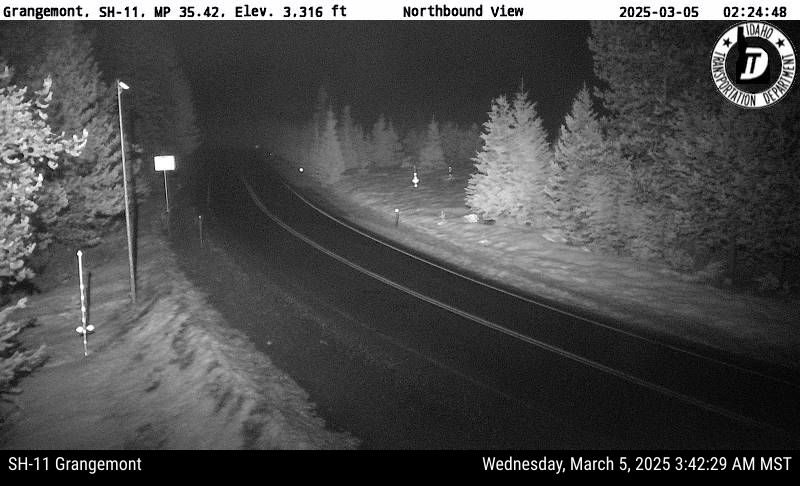 Grangemont, SH-11, MP 35.42, Elev. 3,316 ft Northbound View 2025-03-05 02:24:48
IDAHO
TRANSPORTATION DEPARTMENT
SH-11 Grangemont Wednesday, March 5, 2025 3:42:29 AM MST